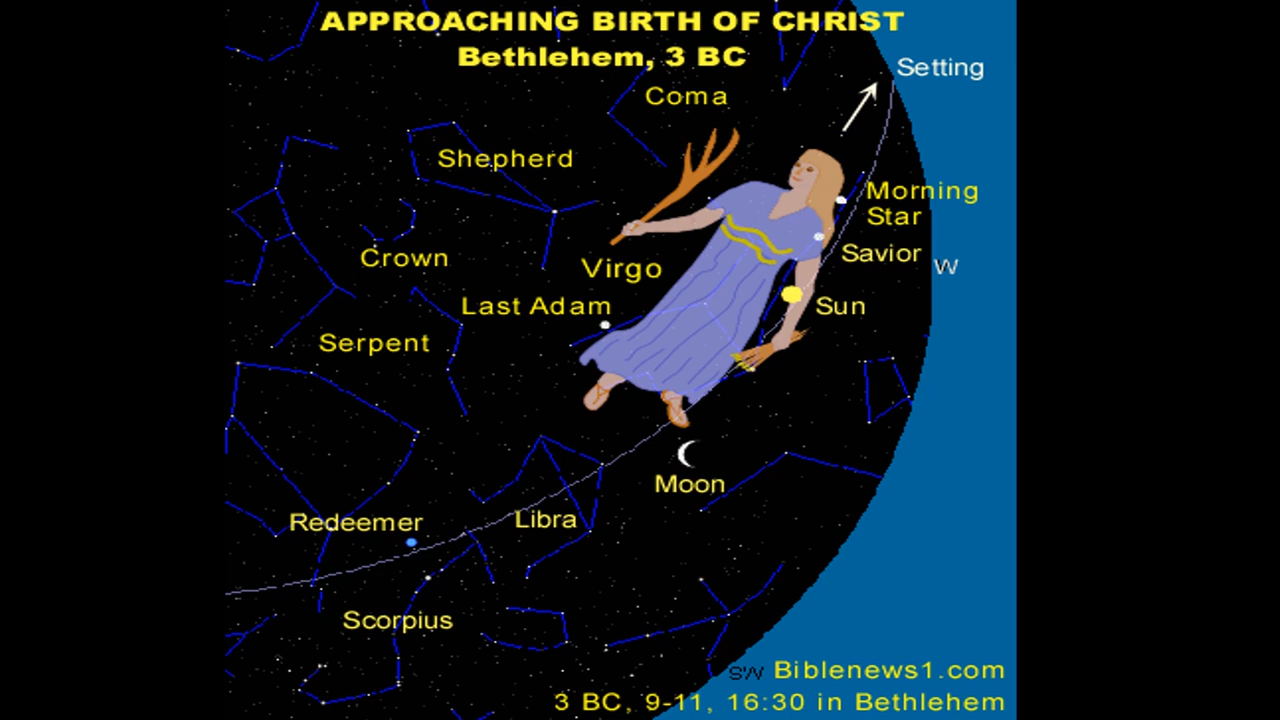 APPROACHING BIRTH OF CHRIST
Bethlehem, 3 BC
Setting
Coma
Shepherd
Morning
Star
Crown
Virgo
Savior
W
Last Adam
Sun
Serpent
Moon
Redeemer
Libra
Scorpius
SW Biblenews1.com
3 BC, 9-11, 16:30 in Bethlehem